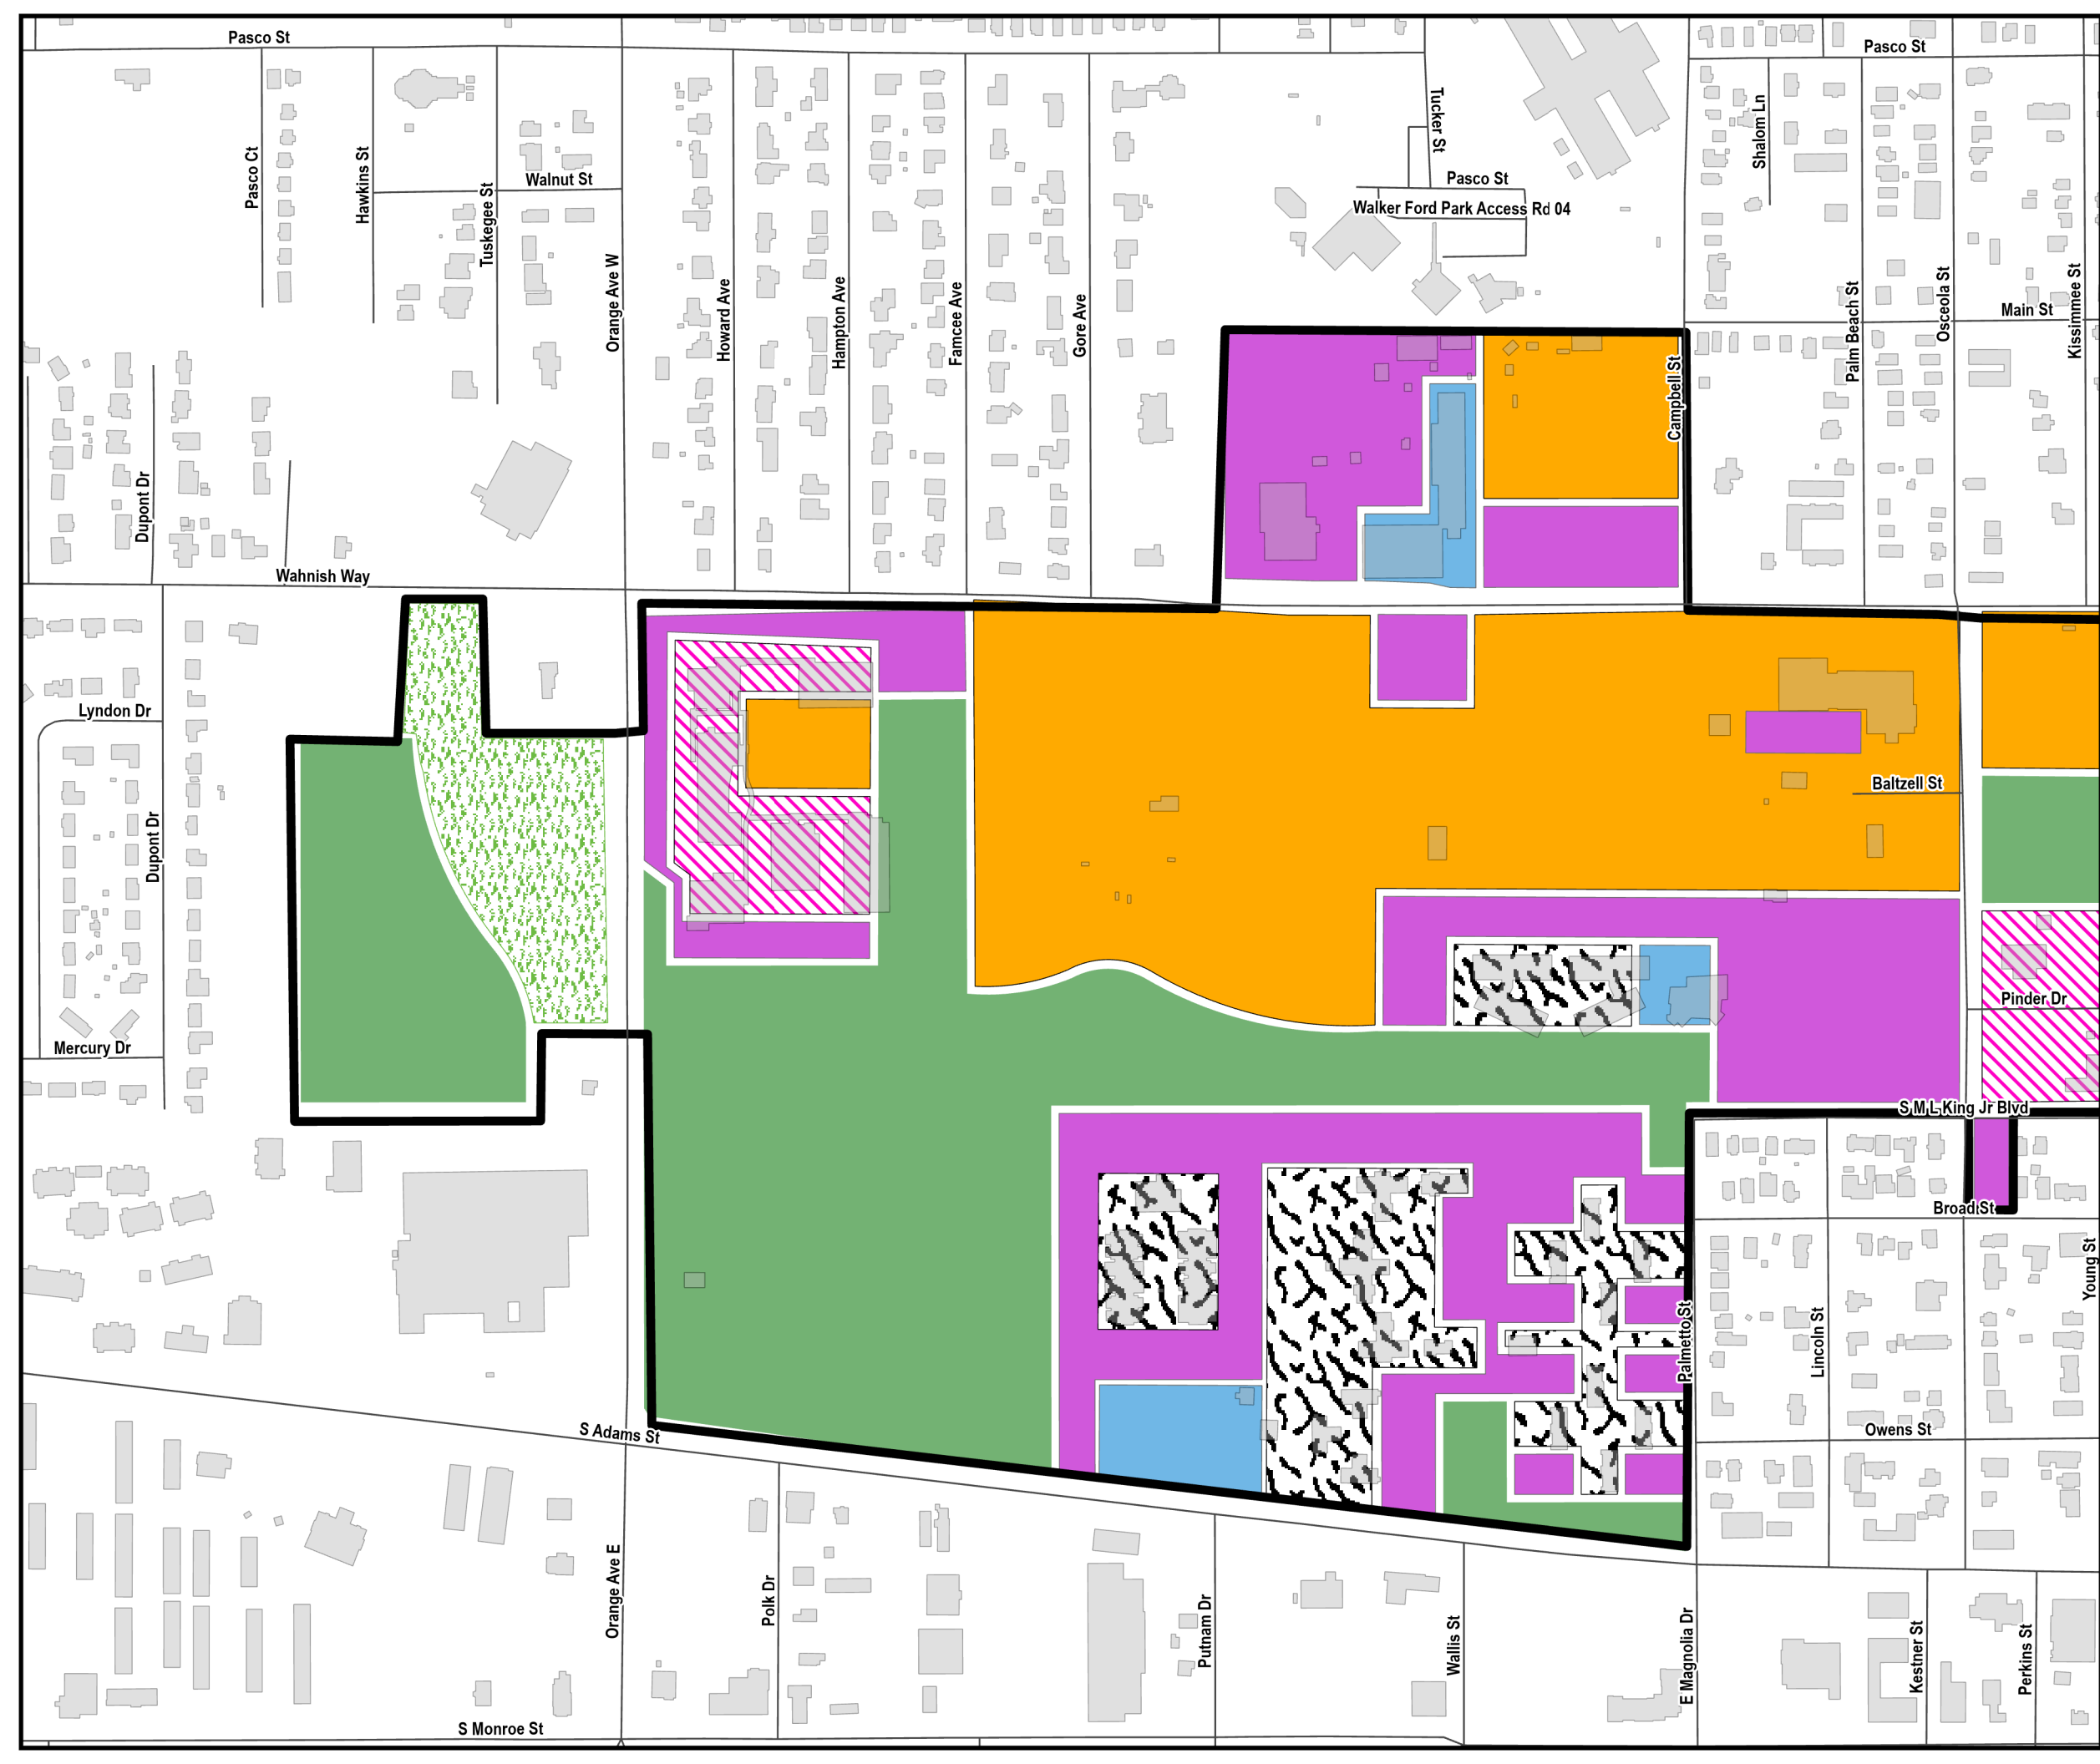 Pasco St
Pasco St
Tucker St
Shalom Ln
Pasco Ct
Hawkins St
Walnut St
Tuskegee St
Pasco St
Walker Ford Park Access Rd 04
Orange Ave W
Howard Ave
Hampton Ave
Famcee Ave
Gore Ave
Palm Beach St
Osceola St
Main St
Kissimmee St
Campbell St
Dupont Dr
Wahnish Way
Lyndon Dr
Baltzell St
Dupont Dr
Pinder Dr
Mercury Dr
S M L King Jr Blvd
Broad St
Young St
Palmetto St
Lincoln St
Owens St
S Adams St
Orange Ave E
Polk Dr
Putnam Dr
Wallis St
E Magnolia Dr
Kestner St
Perkins St
S Monroe St